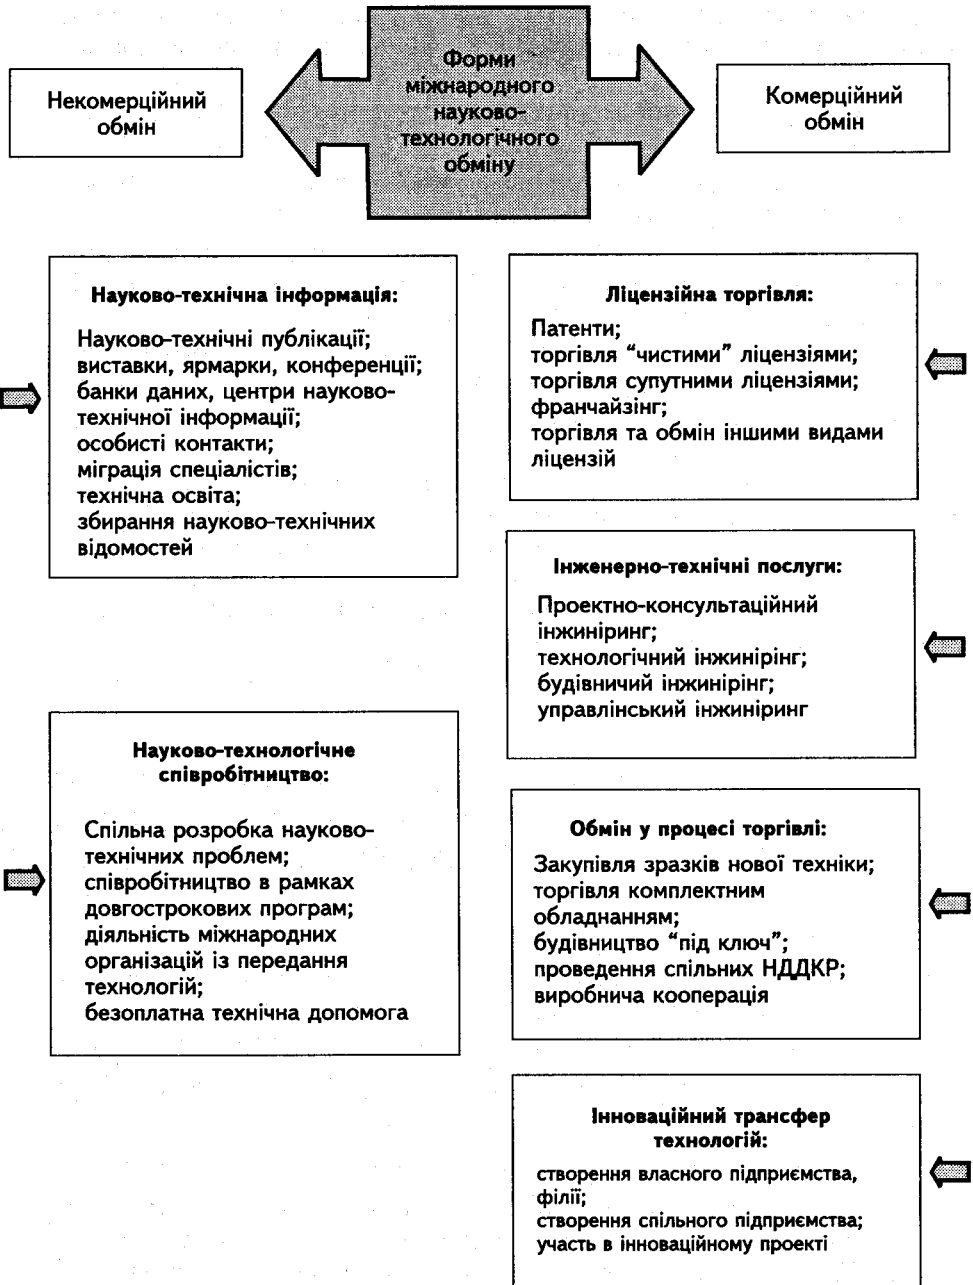 Форми
міжнародного
науково-
технологічного
обміну
Некомерційний
обмін
Комерційний
обмін
Науково-технічна інформація:
Науково-технічні публікації;
виставки, ярмарки, конференції;
банки даних, центри науково-
технічної інформації;
особисті контакти;
міграція спеціалістів;
технічна освіта;
збирання науково-технічних
відомостей
Науково-технологічне
співробітництво:
Спільна розробка науково-
технічних проблем;
співробітництво в рамках
довгострокових програм;
діяльність міжнародних
організацій із передання
технологій;
безоплатна технічна допомога
Ліцензійна торгівля:
Патенти;
торгівля “чистими” ліцензіями;
торгівля супутними ліцензіями;
франчайзінг;
торгівля та обмін іншими видами
ліцензій
Інженерно-технічні послуги:
Проектно-консультаційний
інжиніринг;
технологічний інжинірінг;
будівничий інжинірінг;
управлінський інжиніринг
Обмін у процесі торгівлі:
Закупівля зразків нової техніки;
торгівля комплектним
обладнанням;
будівництво “під ключ”;
проведення спільних НДДКР;
виробнича кооперація
Інноваційний трансфер
технологій:
створення власного підприємства,
філії;
створення спільного підприємства;
участь в інноваційному проекті